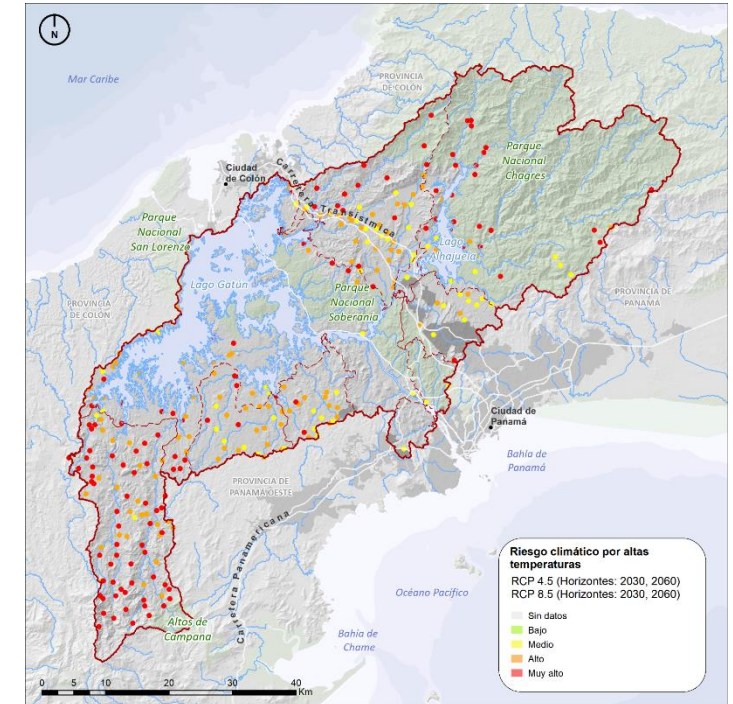 N
Mar Caribe
PROVINCIA
DE COLÓN
Ciudad
de Colón
Carretera Transístmica
Parque
Nacional
Chagres
Parque
Nacional
San Lorenzo
Lago
Alhajuela
Lago Gatún
Parque
Nacional
Soberanía
PROVINCIA
DE COLÓN
PROVINCIA DE
PANAMÁ
Ciudad de
Panamá
Bahía de
Panamá
PROVINCIA DE
PANAMÁ OESTE
Carretera Panamericana
Océano Pacífico
Altos de
Campana
Bahía de
Chame
Riesgo climático por altas
temperaturas
RCP 4.5 (Horizontes: 2030, 2060)
RCP 8.5 (Horizontes: 2030, 2060)
Sin datos
Bajo
Medio
Alto
Muy alto
0 5 10 20 30 40
Km